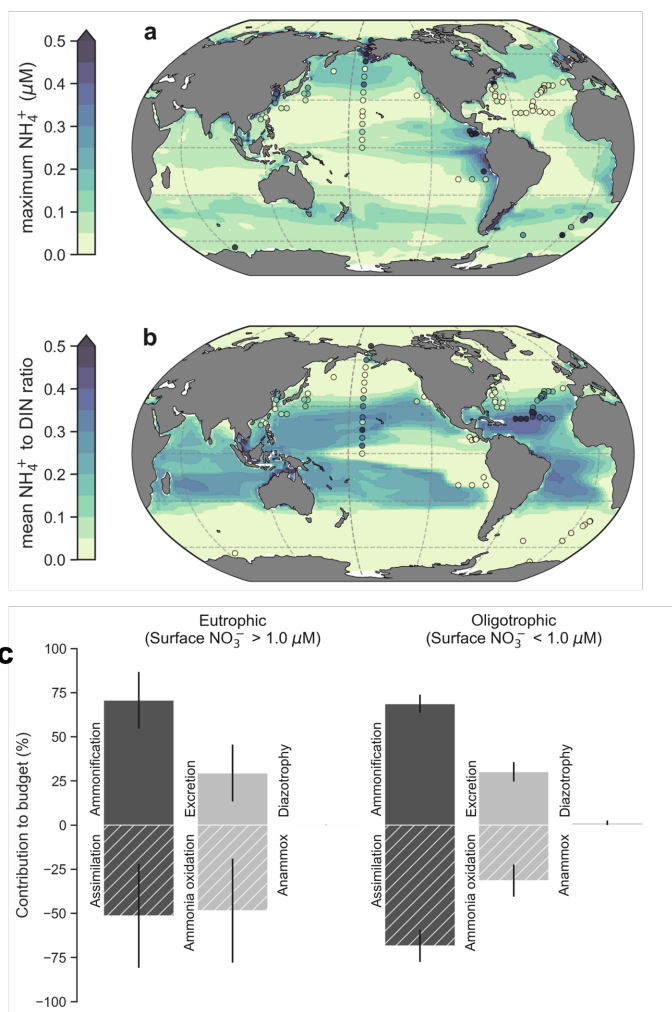 a
maximum NH₄⁺ (μM)
0.5
0.4
0.3
0.2
0.1
0.0
b
mean NH₄⁺ to DIN ratio
0.5
0.4
0.3
0.2
0.1
0.0
c
Eutrophic
(Surface NO₃⁻ > 1.0 μM)
Oligotrophic
(Surface NO₃⁻ < 1.0 μM)
Contribution to budget (%)
100
75
50
25
0
−25
−50
−75
−100
Ammonification
Excretion
Diazotrophy
Assimilation
Ammonia oxidation
Anammox
Ammonification
Excretion
Diazotrophy
Assimilation
Ammonia oxidation
Anammox